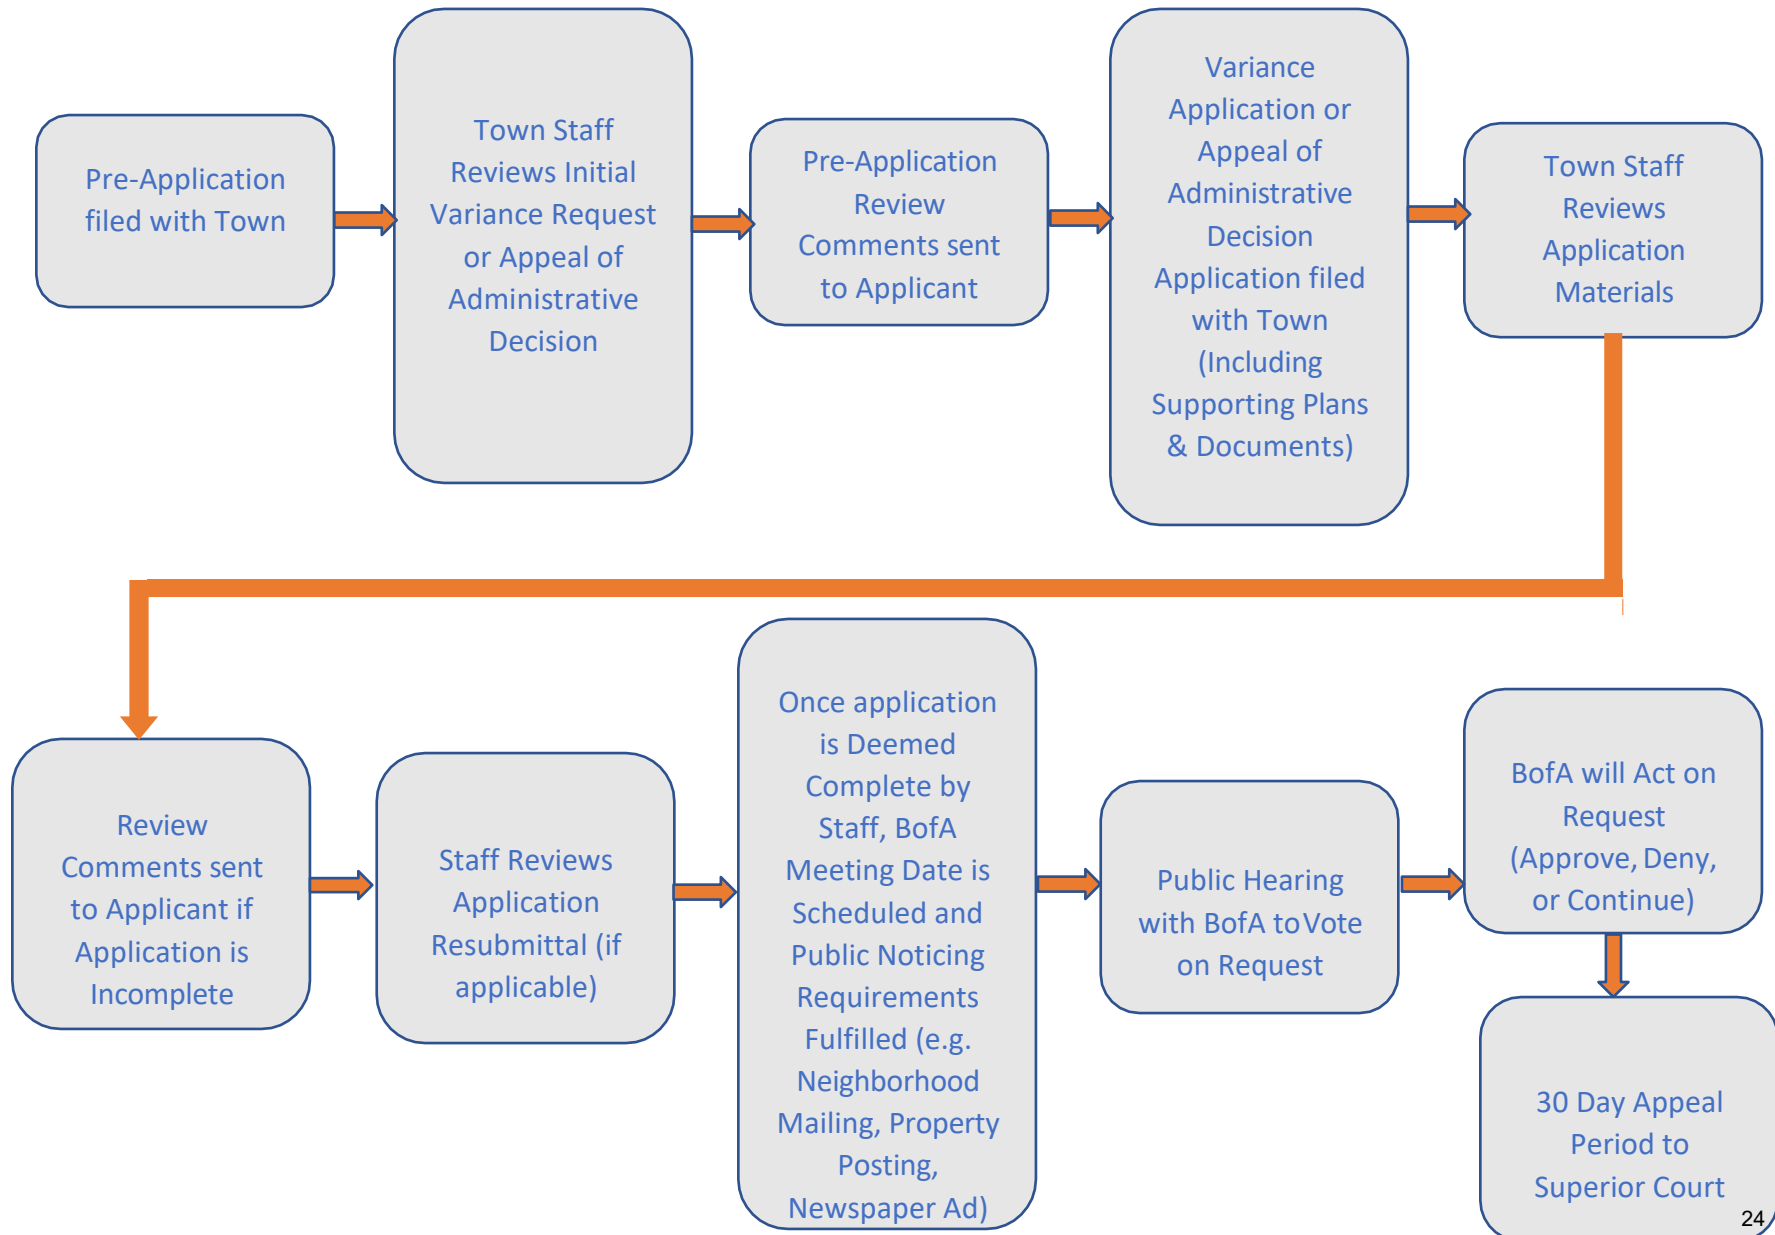 Pre-Application
filed with Town
Town Staff
Reviews Initial
Variance Request
or Appeal of
Administrative
Decision
Pre-Application
Review
Comments sent
to Applicant
Variance
Application or
Appeal of
Administrative
Decision
Application filed
with Town
(Including
Supporting Plans
& Documents)
Town Staff
Reviews
Application
Materials
Review
Comments sent
to Applicant if
Application is
Incomplete
Staff Reviews
Application
Resubmittal (if
applicable)
Once application
is Deemed
Complete by
Staff, BofA
Meeting Date is
Scheduled and
Public Noticing
Requirements
Fulfilled (e.g.
Neighborhood
Mailing, Property
Posting,
Newspaper Ad)
Public Hearing
with BofA to Vote
on Request
BofA will Act on
Request
(Approve, Deny,
or Continue)
30 Day Appeal
Period to
Superior Court
24